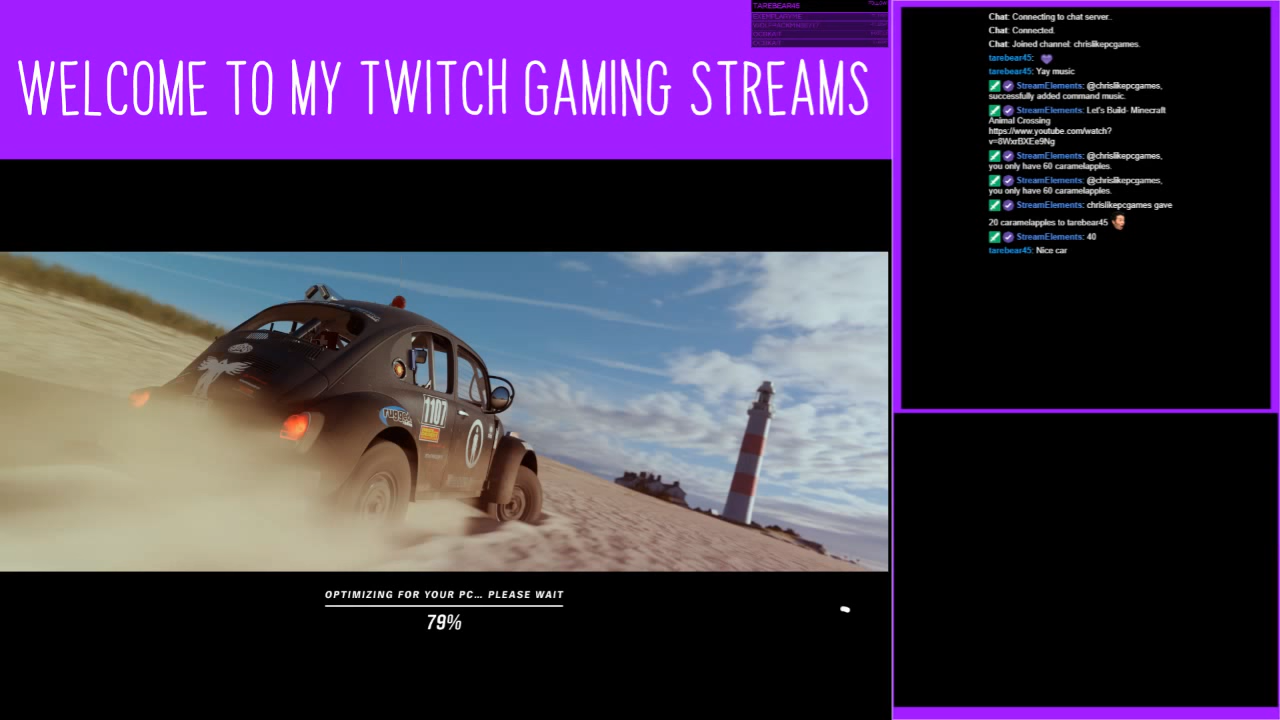 TAREBEAR45
FOLLOW
WELCOME TO MY TWITCH GAMING STREAMS
1107
OPTIMIZING FOR YOUR PC... PLEASE WAIT
79%
Chat: Connecting to chat server..
Chat: Connected.
Chat: Joined channel: chrislikepcgames.
tarebear45:
tarebear45: Yay music
StreamElements: @chrislikepcgames,
successfully added command music.
StreamElements: Let's Build- Minecraft
Animal Crossing
https://www.youtube.com/watch?
v=8WxrBXEe9Ng
StreamElements: @chrislikepcgames,
you only have 60 caramelapples.
StreamElements: @chrislikepcgames,
you only have 60 caramelapples.
StreamElements: chrislikepcgames gave
20 caramelapples to tarebear45
StreamElements: 40
tarebear45: Nice car